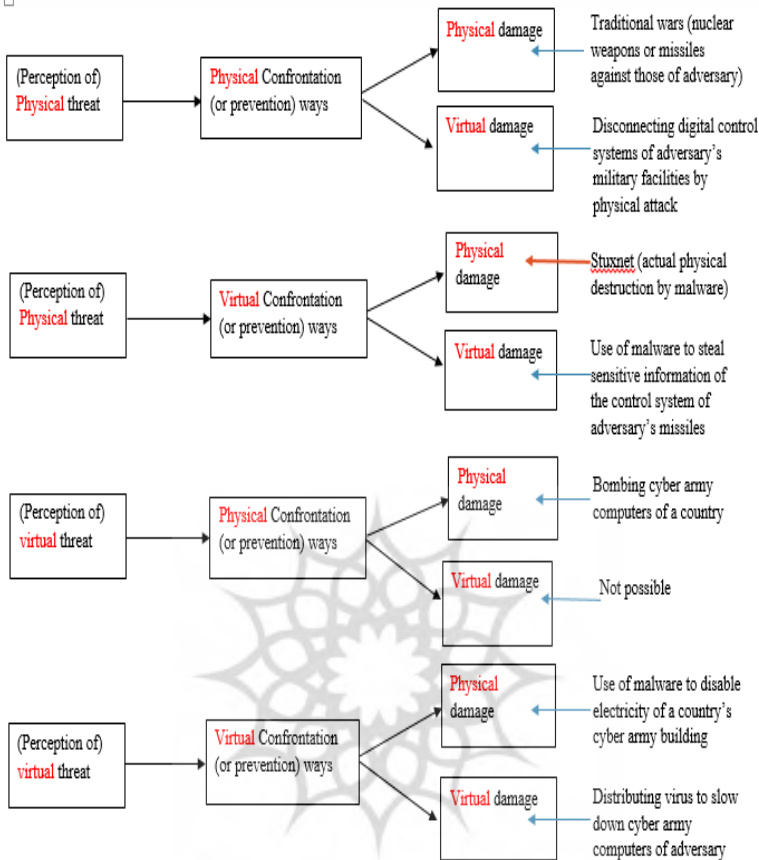 (Perception of)
Physical threat
Physical Confrontation
(or prevention) ways
Physical damage
Traditional wars (nuclear
weapons or missiles
against those of adversary)
Virtual damage
Disconnecting digital control
systems of adversary's
military facilities by
physical attack
(Perception of)
Physical threat
Virtual Confrontation
(or prevention) ways
Physical
damage
Stuxnet (actual physical
destruction by malware)
Virtual damage
Use of malware to steal
sensitive information of
the control system of
adversary's missiles
(Perception of)
virtual threat
Physical Confrontation
(or prevention) ways
Physical
damage
Bombing cyber army
computers of a country
Virtual damage
Not possible
(Perception of)
virtual threat
Virtual Confrontation
(or prevention) ways
Physical
damage
Use of malware to disable
electricity of a country's
cyber army building
Virtual damage
Distributing virus to slow
down cyber army
computers of adversary